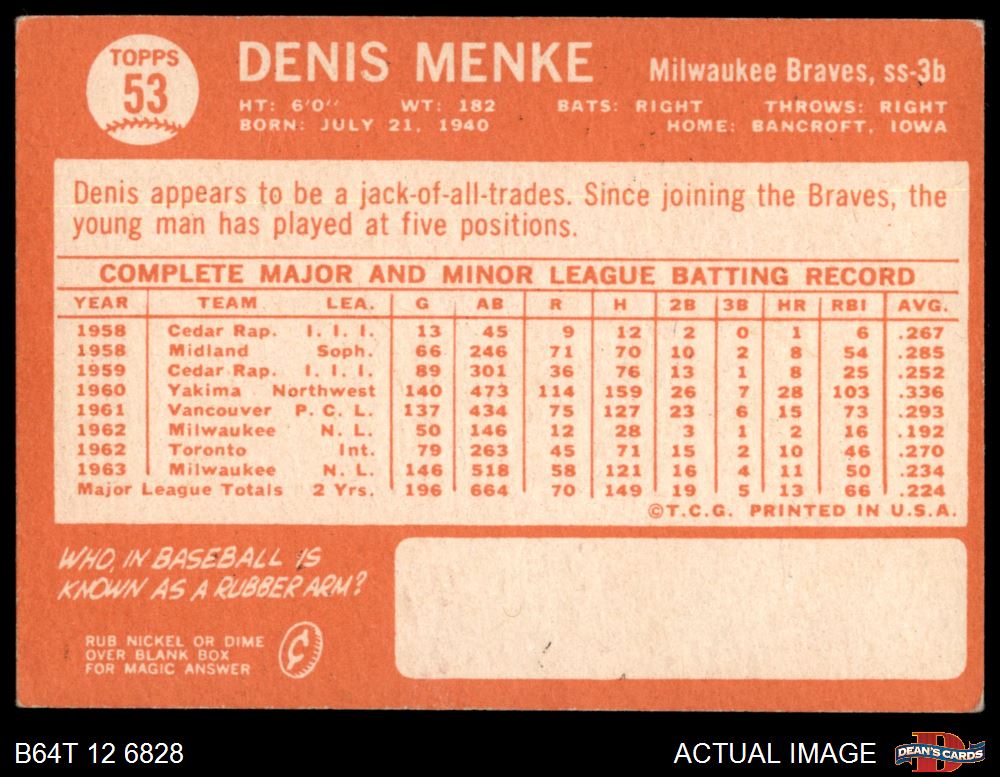 TOPPS
53
DENIS MENKE Milwaukee Braves, ss-3b
HT: 6'0" WT: 182 BATS: RIGHT THROWS: RIGHT
BORN: JULY 21, 1940 HOME: BANCROFT, IOWA
Denis appears to be a jack-of-all-trades. Since joining the Braves, the
young man has played at five positions.
COMPLETE MAJOR AND MINOR LEAGUE BATTING RECORD
YEAR TEAM LEA. G AB R H 2B 3B HR RBI AVG.
1958 Cedar Rap. I. I. I. 13 45 9 12 2 0 1 6 .267
1958 Midland Soph. 66 246 71 70 10 2 8 54 .285
1959 Cedar Rap. I. I. I. 89 301 36 76 13 1 8 25 .252
1960 Yakima Northwest 140 473 114 159 26 7 28 103 .336
1961 Vancouver P. C. L. 137 434 75 127 23 6 15 73 .293
1962 Milwaukee N. L. 50 146 12 28 3 1 2 16 .192
1962 Toronto Int. 79 263 45 71 15 2 10 46 .270
1963 Milwaukee N. L. 146 518 58 121 16 4 11 50 .234
Major League Totals 2 Yrs. 196 664 70 149 19 5 13 66 .224
©T.C.G. PRINTED IN U.S.A.
WHO, IN BASEBALL IS
KNOWN AS A RUBBER ARM?
RUB NICKEL OR DIME
OVER BLANK BOX
FOR MAGIC ANSWER
¢
B64T 12 6828 ACTUAL IMAGE DEAN'S CARDS